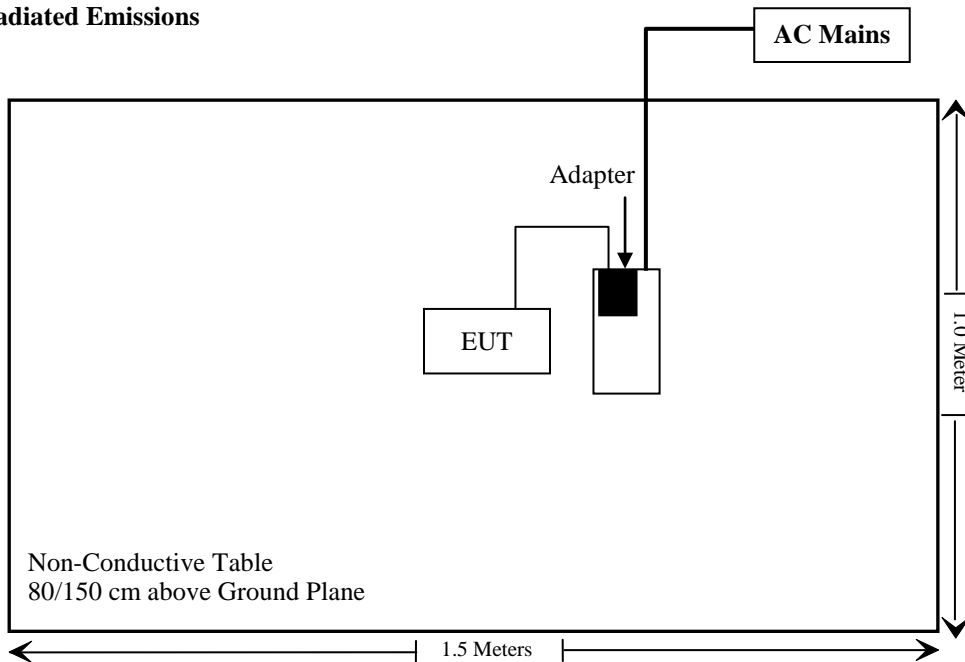 adiated Emissions
AC Mains
Adapter
EUT
1.0 Meter
Non-Conductive Table
80/150 cm above Ground Plane
1.5 Meters